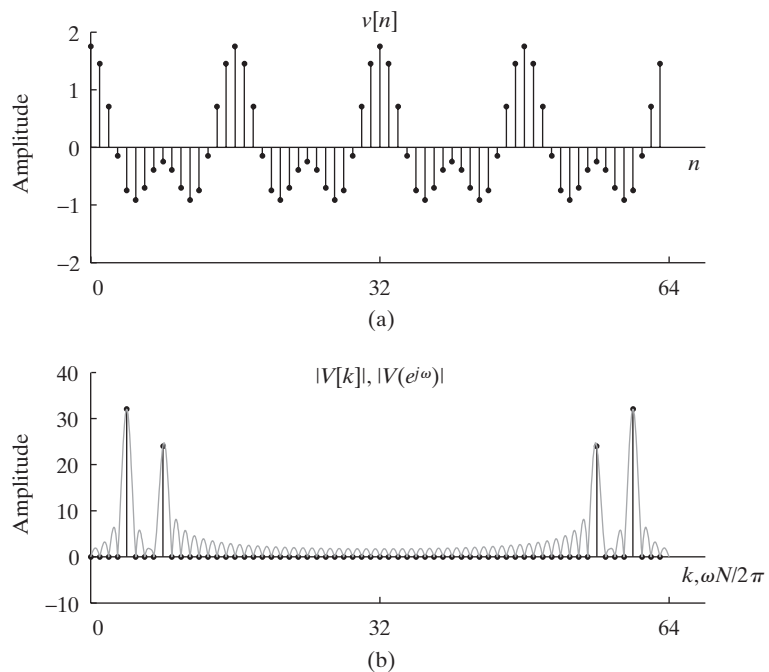 v[n]
2
1
0
−1
−2
Amplitude
n
0 32 64
(a)
|V[k]|, |V(e^{jω})|
40
30
20
10
0
−10
Amplitude
k, ωN/2π
0 32 64
(b)